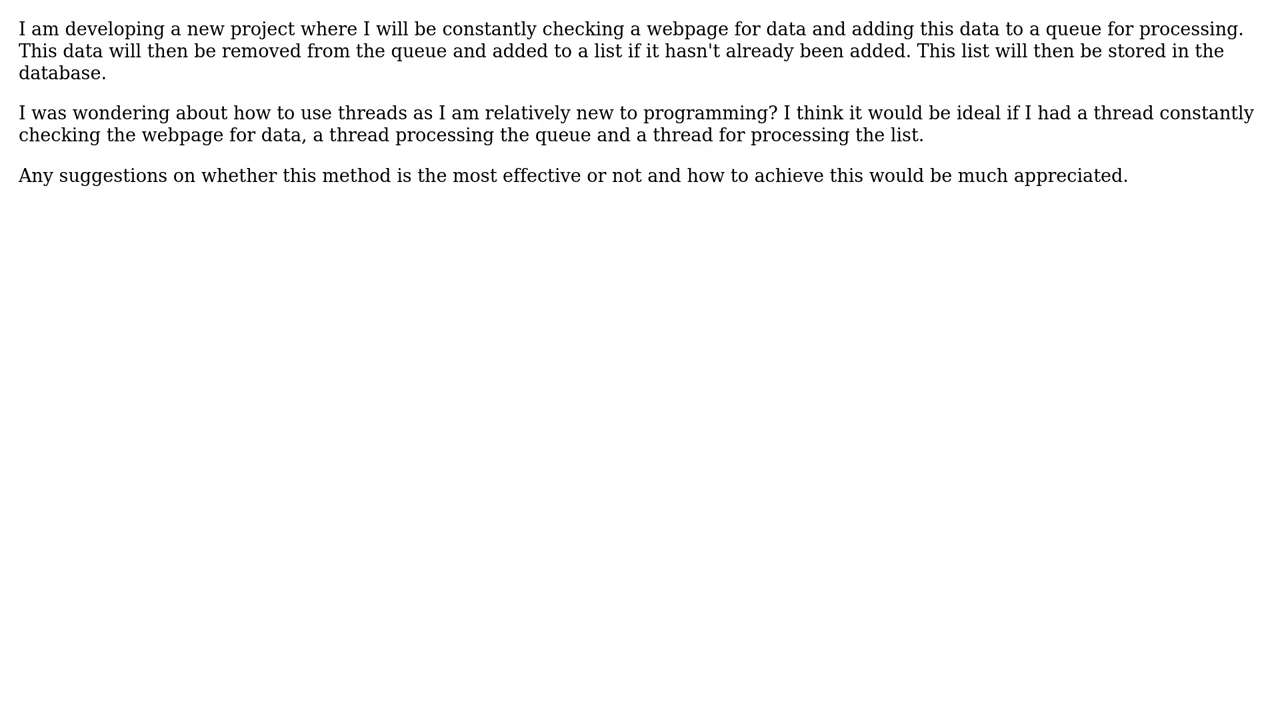 I am developing a new project where I will be constantly checking a webpage for data and adding this data to a queue for processing.
This data will then be removed from the queue and added to a list if it hasn't already been added. This list will then be stored in the
database.
I was wondering about how to use threads as I am relatively new to programming? I think it would be ideal if I had a thread constantly
checking the webpage for data, a thread processing the queue and a thread for processing the list.
Any suggestions on whether this method is the most effective or not and how to achieve this would be much appreciated.